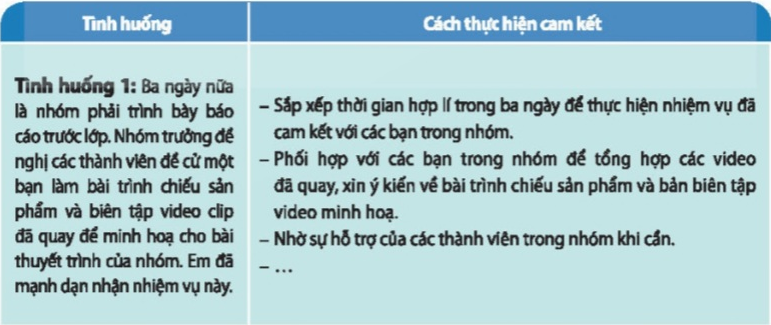 Tình huống
Cách thực hiện cam kết
Tình huống 1: Ba ngày nữa
là nhóm phải trình bày báo
cáo trước lớp. Nhóm trưởng đề
nghị các thành viên đề cử một
bạn làm bài trình chiếu sản
phẩm và biên tập video clip
đã quay để minh hoạ cho bài
thuyết trình của nhóm. Em đã
mạnh dạn nhận nhiệm vụ này.
– Sắp xếp thời gian hợp lí trong ba ngày để thực hiện nhiệm vụ đã
cam kết với các bạn trong nhóm.
– Phối hợp với các bạn trong nhóm để tổng hợp các video
đã quay, xin ý kiến về bài trình chiếu sản phẩm và bản biên tập
video minh hoạ.
– Nhờ sự hỗ trợ của các thành viên trong nhóm khi cần.
– ...